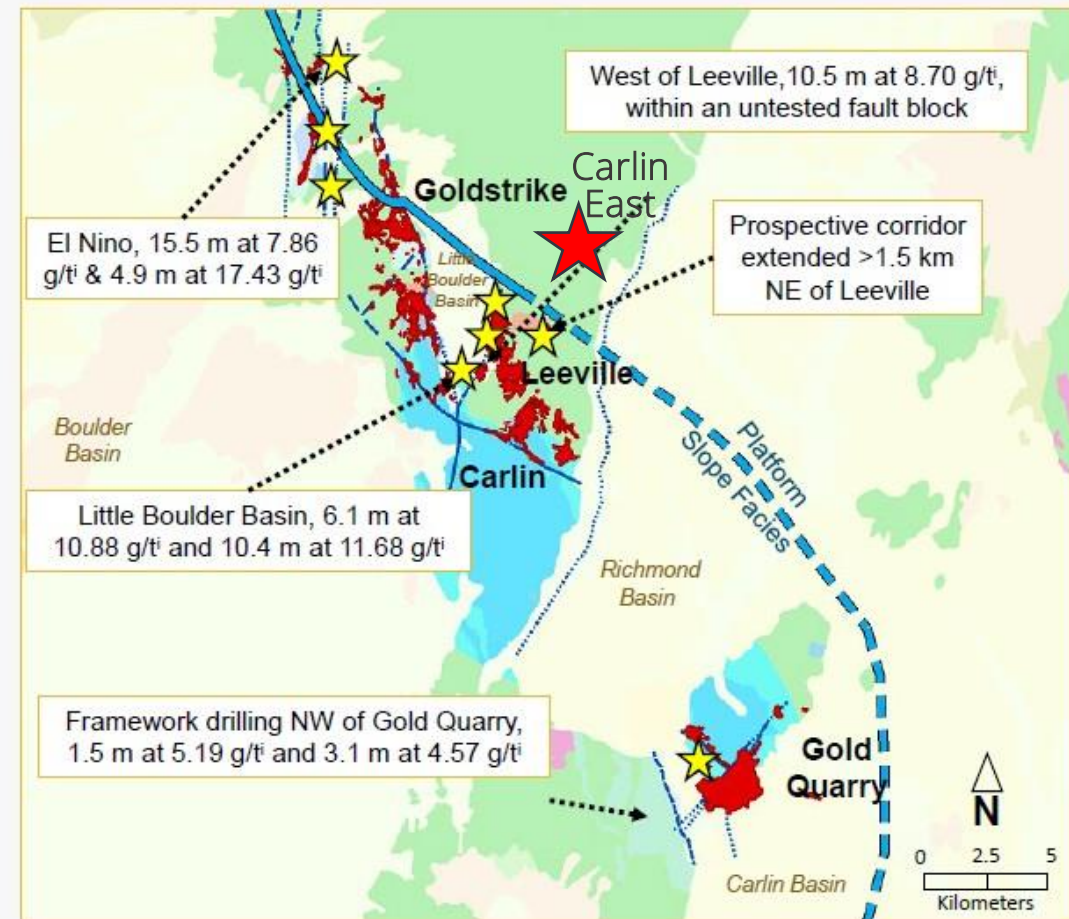 West of Leeville,10.5 m at 8.70 g/tⁱ,
within an untested fault block
Carlin
East
Goldstrike
Prospective corridor
extended >1.5 km
NE of Leeville
El Nino, 15.5 m at 7.86
g/tⁱ & 4.9 m at 17.43 g/tⁱ
Little
Boulder
Basin
Leeville
Boulder
Basin
Platform
Slope Facies
Carlin
Little Boulder Basin, 6.1 m at
10.88 g/tⁱ and 10.4 m at 11.68 g/tⁱ
Richmond
Basin
Framework drilling NW of Gold Quarry,
1.5 m at 5.19 g/tⁱ and 3.1 m at 4.57 g/tⁱ
Gold
Quarry
N
0 2.5 5
Kilometers
Carlin Basin